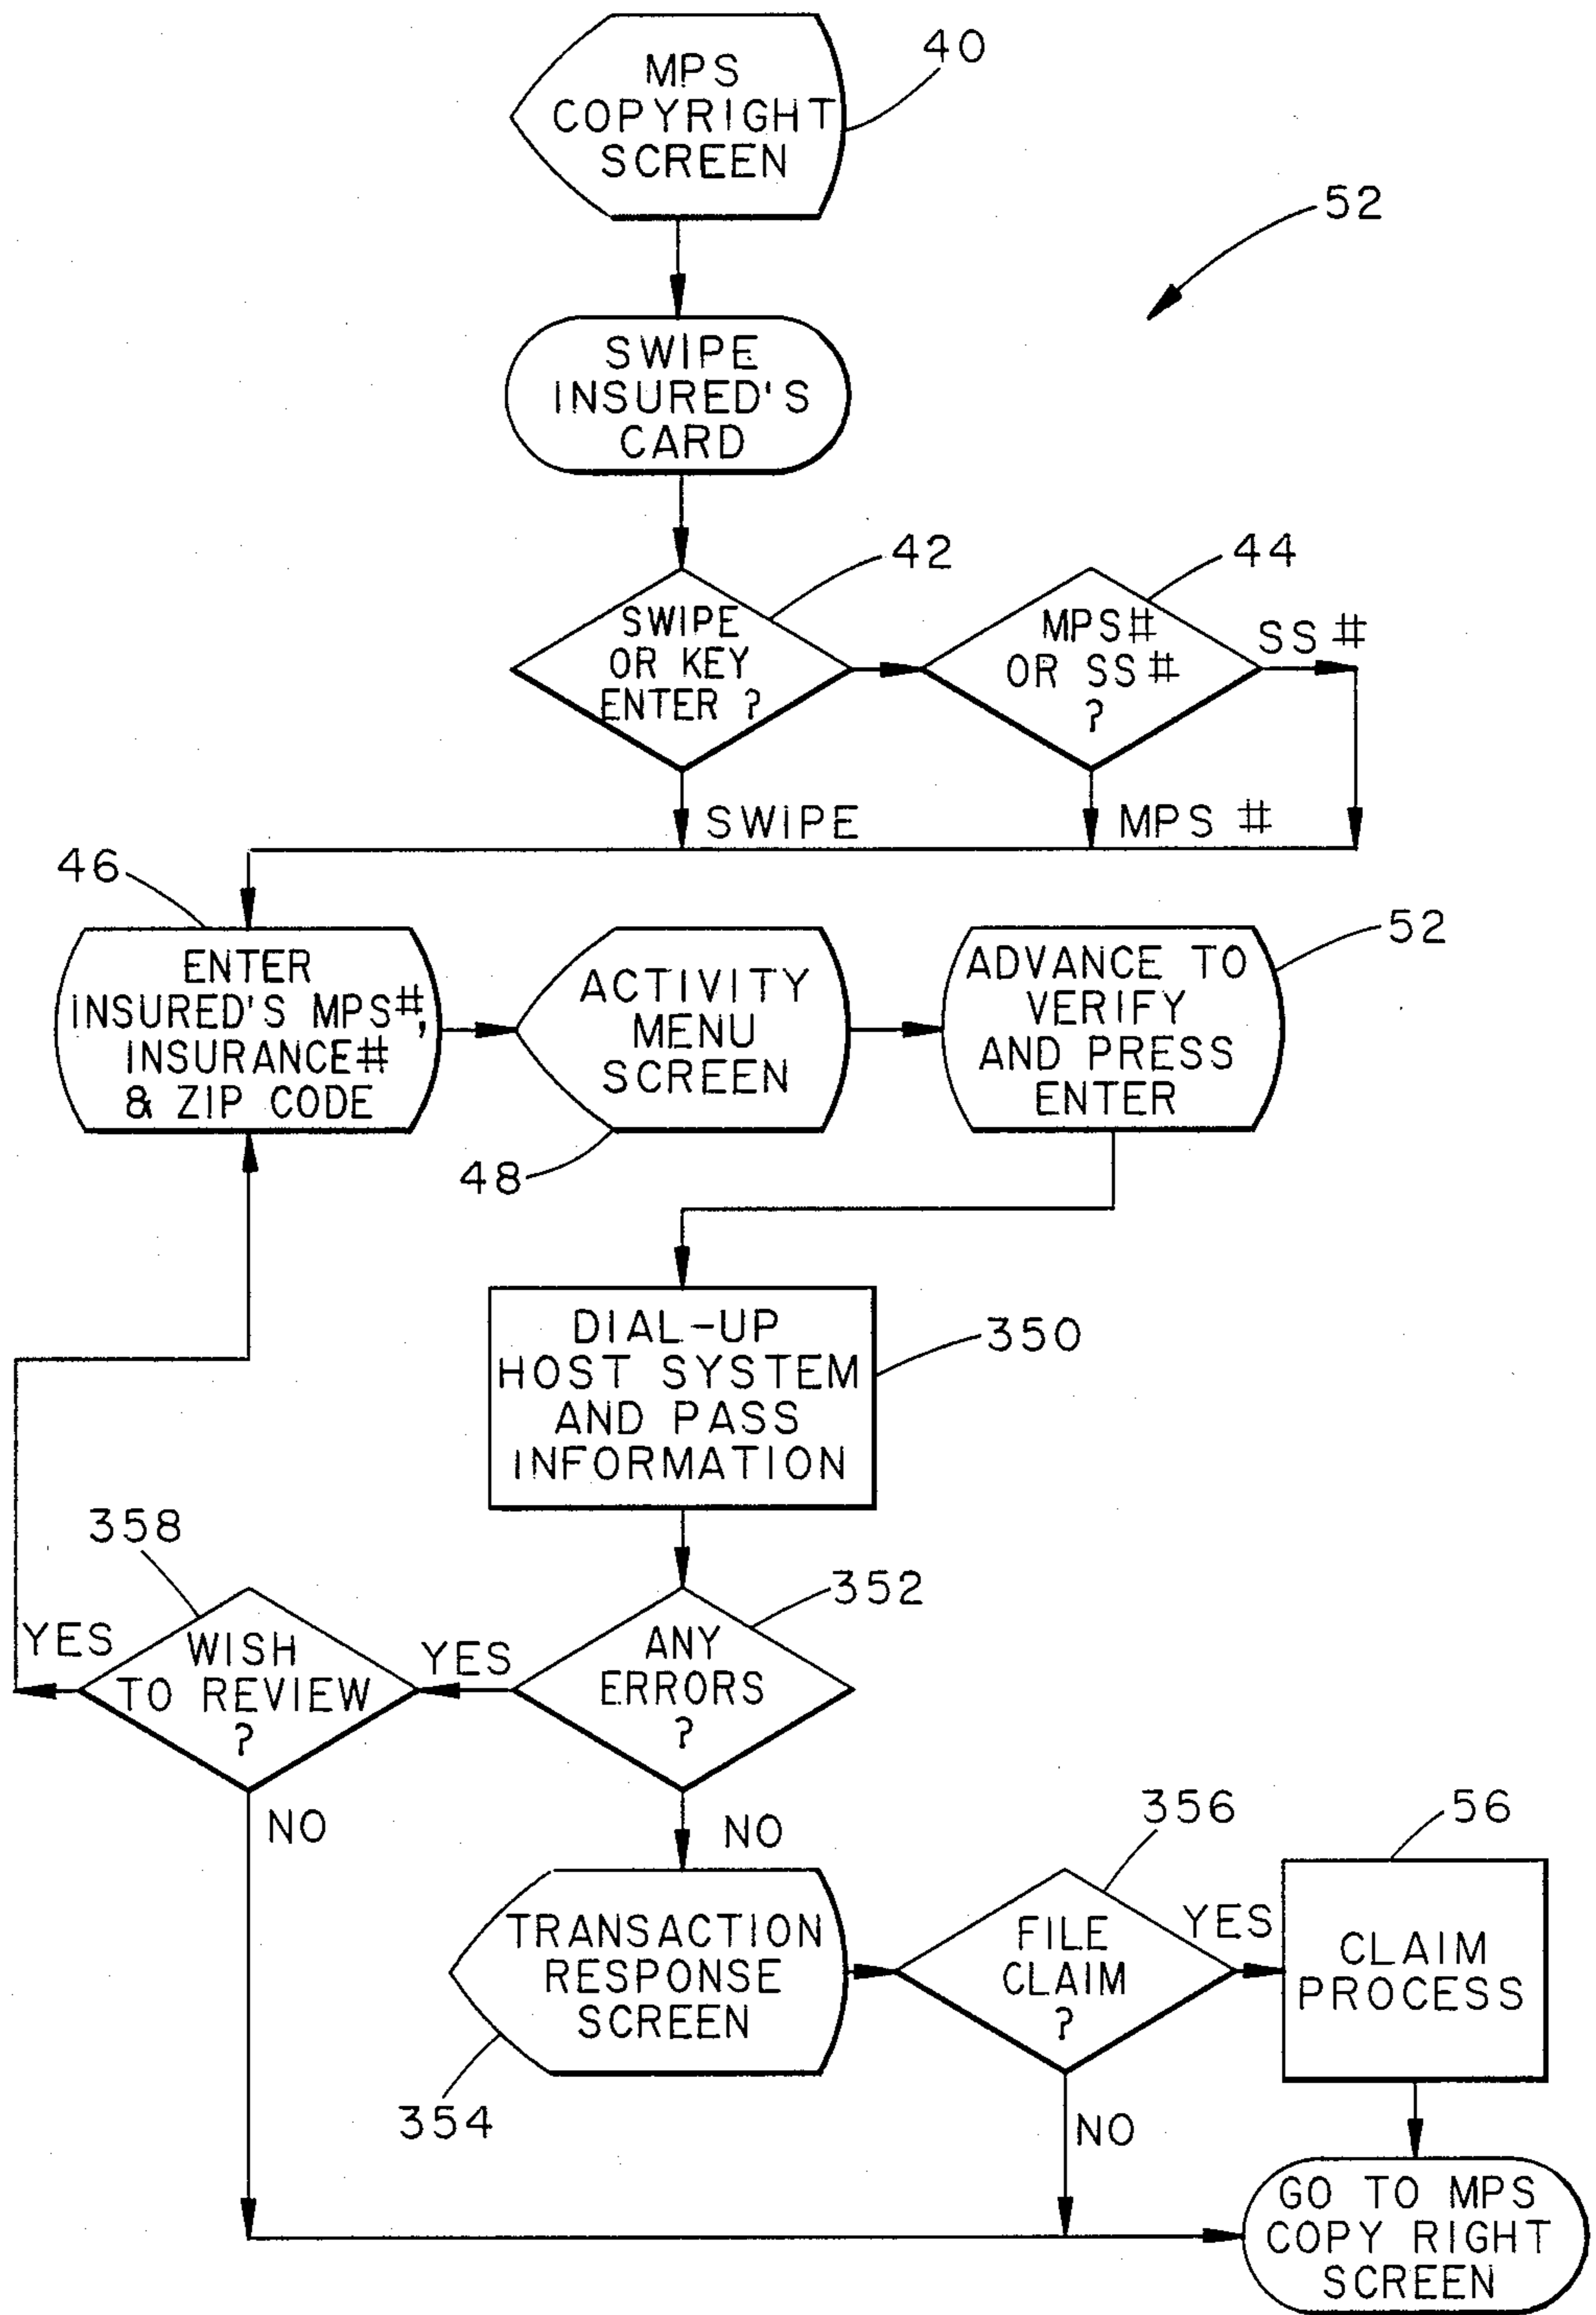 MPS
COPYRIGHT
SCREEN
40
52
SWIPE
INSURED'S
CARD
42
44
SWIPE
OR KEY
ENTER ?
MPS#
OR SS#
?
SS #
SWIPE
MPS #
46
ENTER
INSURED'S MPS#,
INSURANCE#
& ZIP CODE
ACTIVITY
MENU
SCREEN
48
52
ADVANCE TO
VERIFY
AND PRESS
ENTER
DIAL-UP
HOST SYSTEM
AND PASS
INFORMATION
350
358
352
YES
WISH
TO REVIEW
?
YES
ANY
ERRORS
?
NO
NO
356
56
TRANSACTION
RESPONSE
SCREEN
354
FILE
CLAIM
?
YES
CLAIM
PROCESS
NO
GO TO MPS
COPY RIGHT
SCREEN